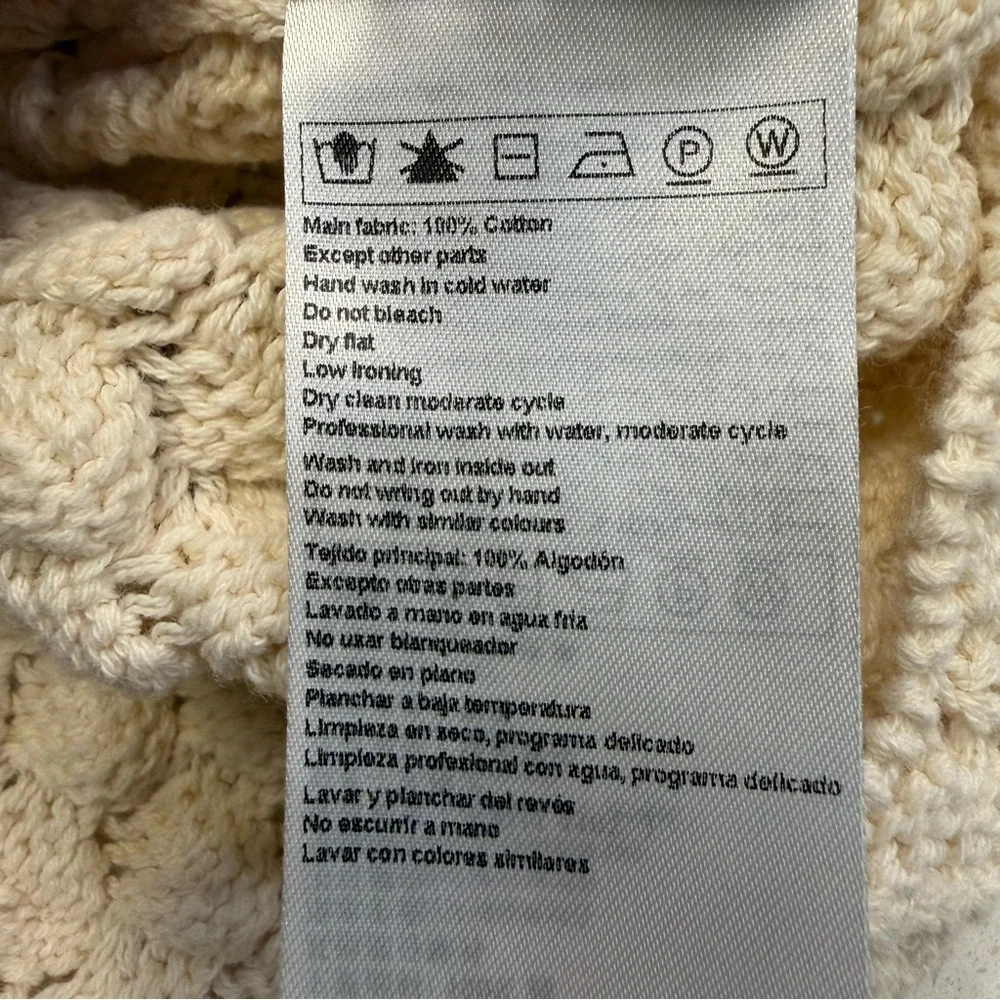 P W
Main fabric: 100% Cotton
Except other parts
Hand wash in cold water
Do not bleach
Dry flat
Low ironing
Dry clean moderate cycle
Professional wash with water, moderate cycle
Wash and iron inside out
Do not wring out by hand
Wash with similar colours
Tejido principal: 100% Algodón
Excepto otras partes
Lavado a mano en agua fría
No usar blanqueador
Secado en plano
Planchar a baja temperatura
Limpieza en seco, programa delicado
Limpieza profesional con agua, programa delicado
Lavar y planchar del revés
No escurrir a mano
Lavar con colores similares